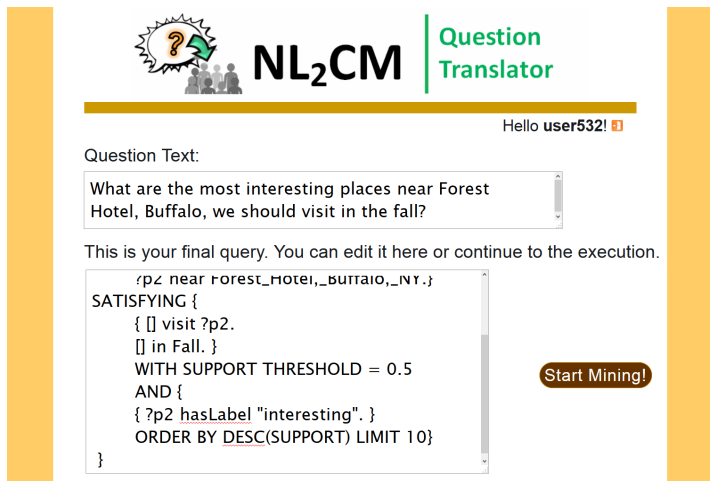 NL2CM
Question
Translator
Hello user532!
Question Text:
What are the most interesting places near Forest
Hotel, Buffalo, we should visit in the fall?
This is your final query. You can edit it here or continue to the execution.
?p2 near Forest_Hotel,_Buffalo,_NY.}
SATISFYING {
{ [] visit ?p2.
[] in Fall. }
WITH SUPPORT THRESHOLD = 0.5
AND {
{ ?p2 hasLabel "interesting". }
ORDER BY DESC(SUPPORT) LIMIT 10}
}
Start Mining!